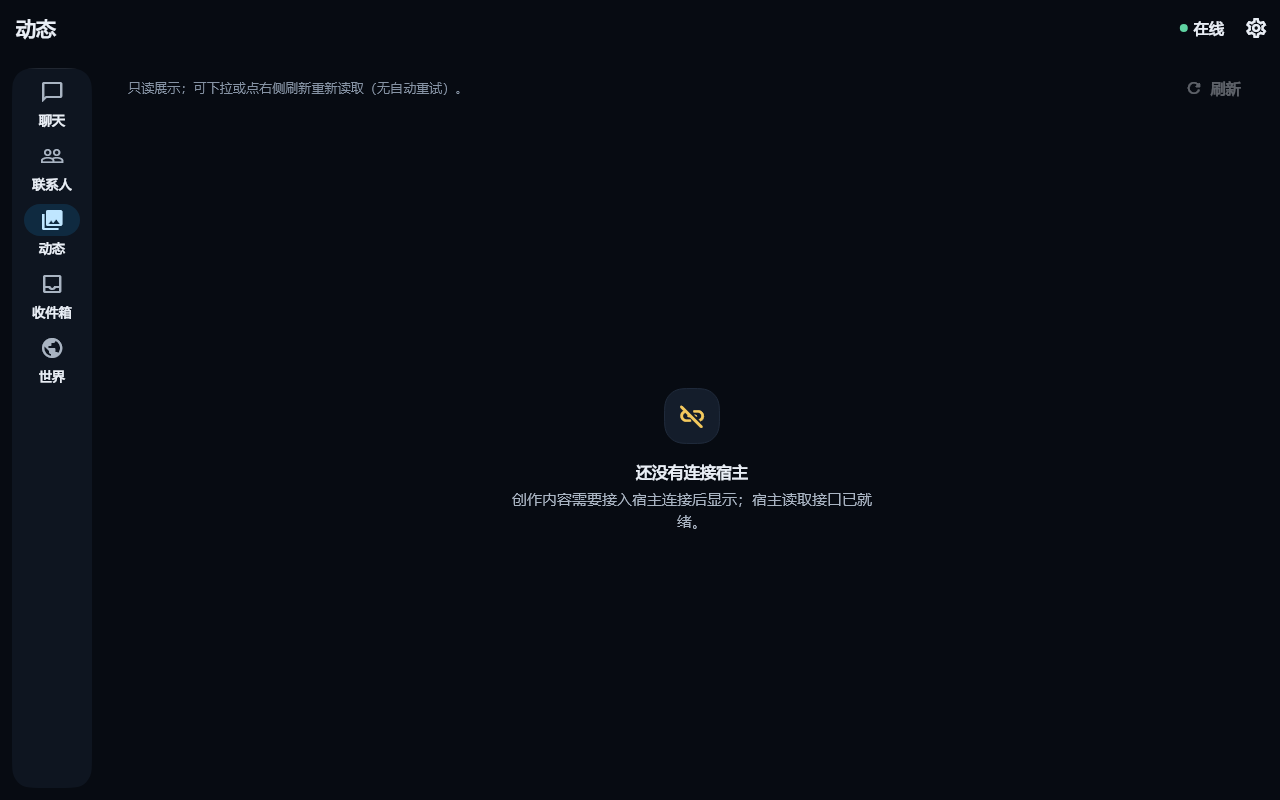 动态
在线
聊天
联系人
动态
收件箱
世界
只读展示；可下拉或点右侧刷新重新读取（无自动重试）。
刷新
还没有连接宿主
创作内容需要接入宿主连接后显示；宿主读取接口已就
绪。